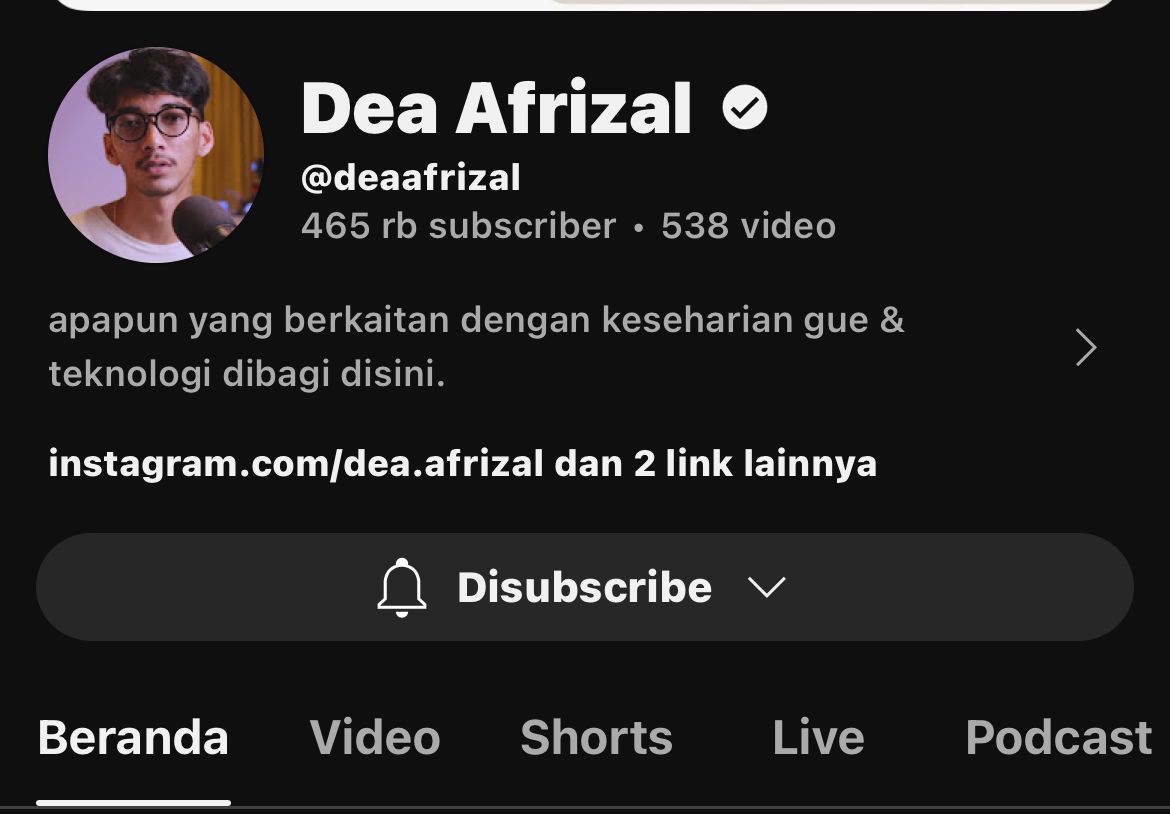 Dea Afrizal
@deaafrizal
465 rb subscriber • 538 video
apapun yang berkaitan dengan keseharian gue &
teknologi dibagi disini.
instagram.com/dea.afrizal dan 2 link lainnya
Disubscribe
Beranda Video Shorts Live Podcast